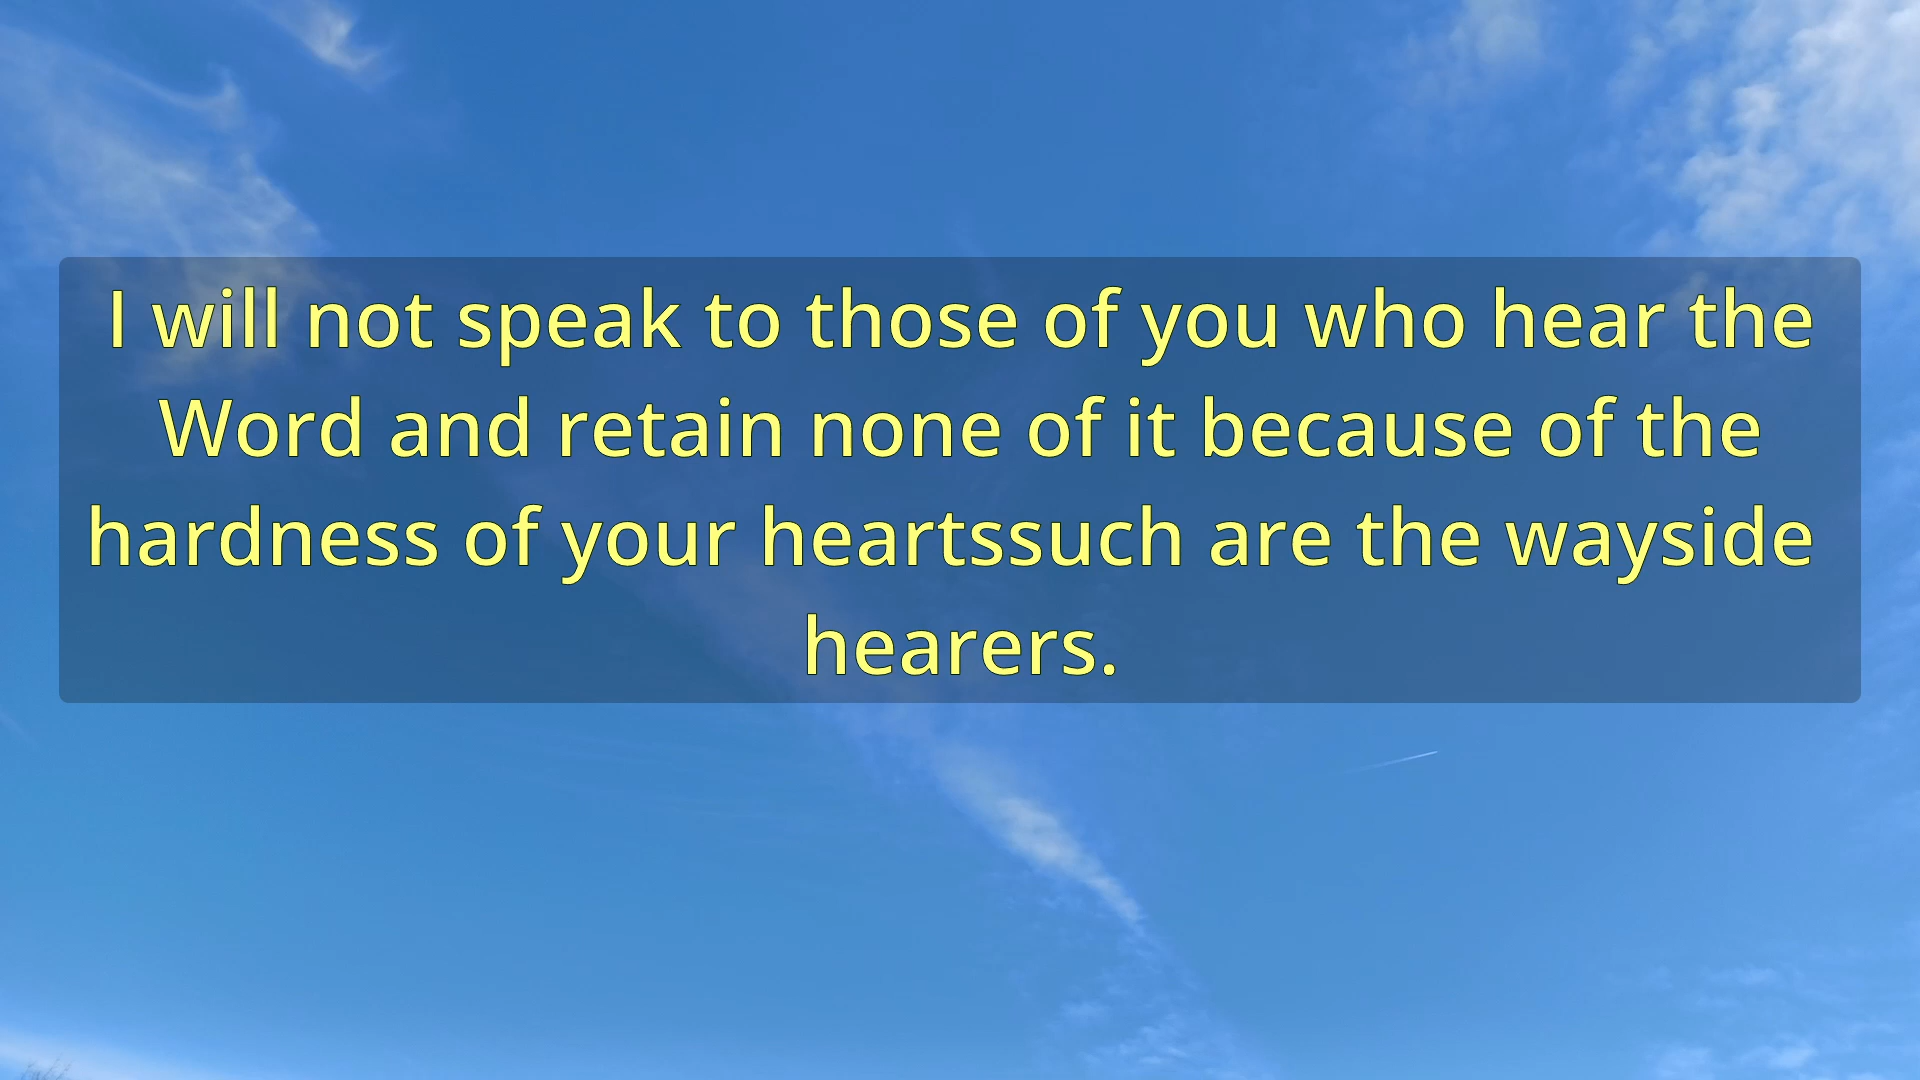 I will not speak to those of you who hear the
Word and retain none of it because of the
hardness of your heartssuch are the wayside
hearers.